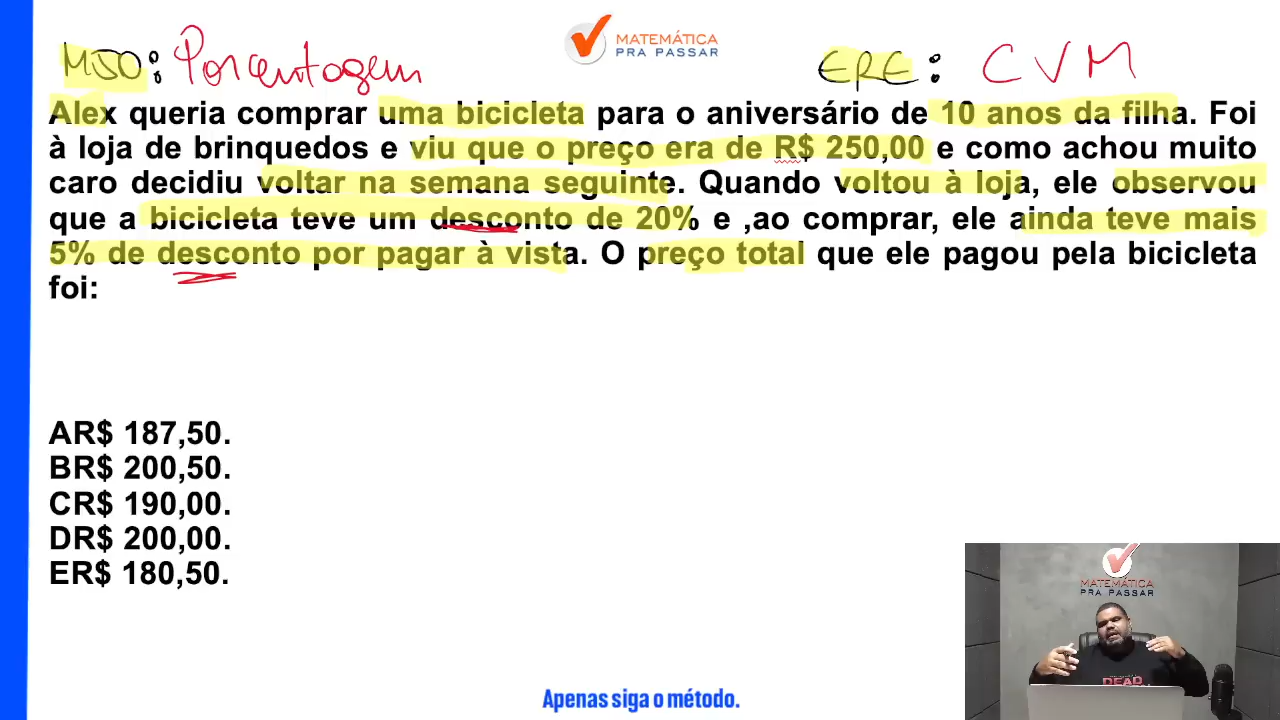 MJO: Porcentagem
MATEMÁTICA
PRA PASSAR
ERE: CVM
Alex queria comprar uma bicicleta para o aniversário de 10 anos da filha. Foi
à loja de brinquedos e viu que o preço era de R$ 250,00 e como achou muito
caro decidiu voltar na semana seguinte. Quando voltou à loja, ele observou
que a bicicleta teve um desconto de 20% e ,ao comprar, ele ainda teve mais
5% de desconto por pagar à vista. O preço total que ele pagou pela bicicleta
foi:
AR$ 187,50.
BR$ 200,50.
CR$ 190,00.
DR$ 200,00.
ER$ 180,50.
MATEMÁTICA
PRA PASSAR
DEAD
Apenas siga o método.